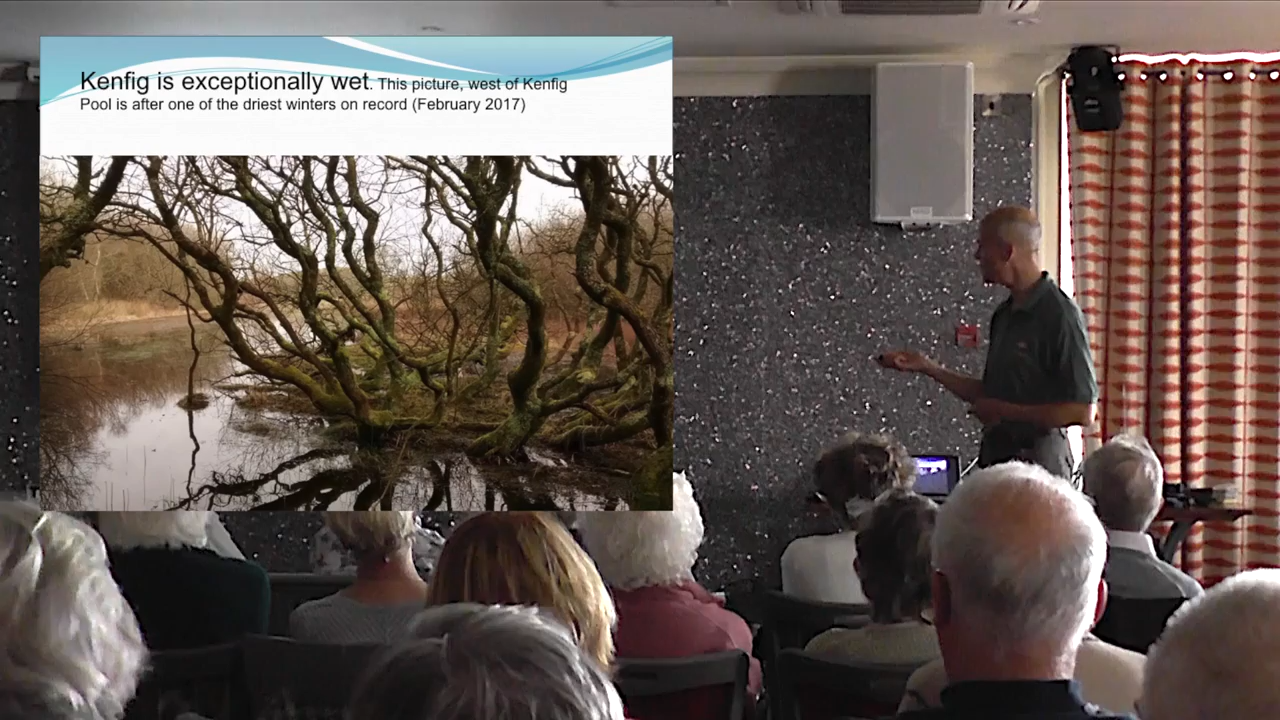 Kenfig is exceptionally wet. This picture, west of Kenfig
Pool is after one of the driest winters on record (February 2017)